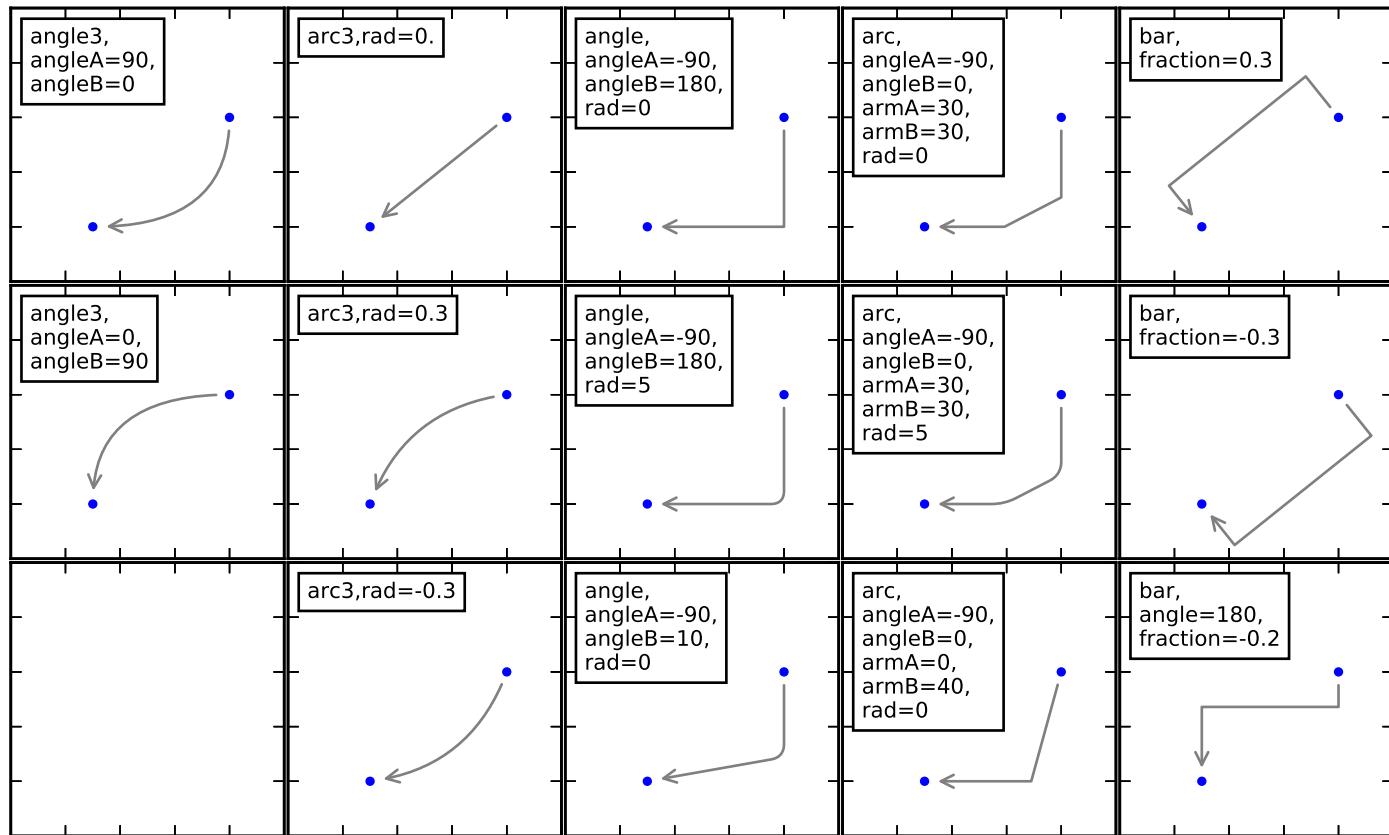 angle3,
angleA=90,
angleB=0
arc3,rad=0.
angle,
angleA=-90,
angleB=180,
rad=0
arc,
angleA=-90,
angleB=0,
armA=30,
armB=30,
rad=0
bar,
fraction=0.3
angle3,
angleA=0,
angleB=90
arc3,rad=0.3
angle,
angleA=-90,
angleB=180,
rad=5
arc,
angleA=-90,
angleB=0,
armA=30,
armB=30,
rad=5
bar,
fraction=-0.3
arc3,rad=-0.3
angle,
angleA=-90,
angleB=10,
rad=0
arc,
angleA=-90,
angleB=0,
armA=0,
armB=40,
rad=0
bar,
angle=180,
fraction=-0.2